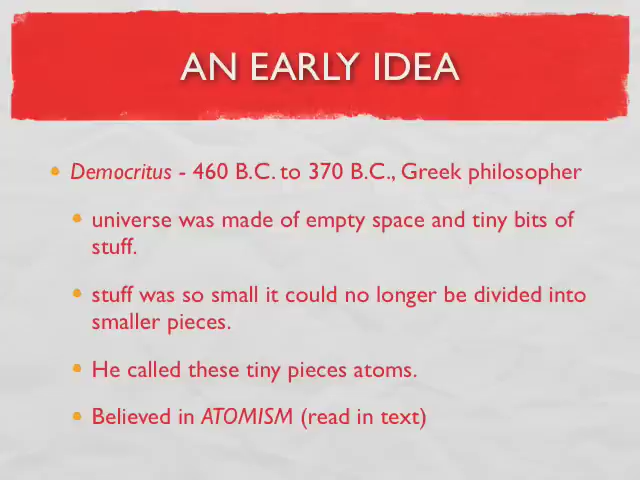 AN EARLY IDEA
Democritus - 460 B.C. to 370 B.C., Greek philosopher
universe was made of empty space and tiny bits of
stuff.
stuff was so small it could no longer be divided into
smaller pieces.
He called these tiny pieces atoms.
Believed in ATOMISM (read in text)